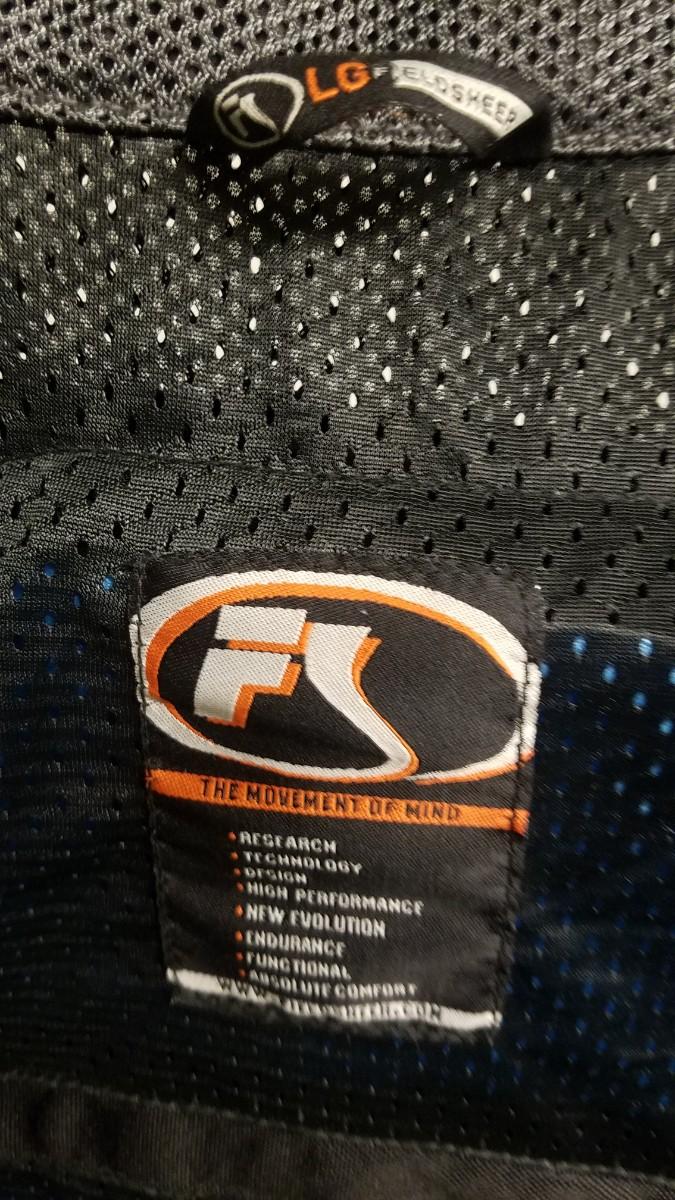 LG FIELDSHEER
THE MOVEMENT OF MIND
•RESEARCH
•TECHNOLOGY
•DESIGN
•HIGH PERFORMANCE
•NEW EVOLUTION
•ENDURANCE
•FUNCTIONAL
•ABSOLUTE COMFORT